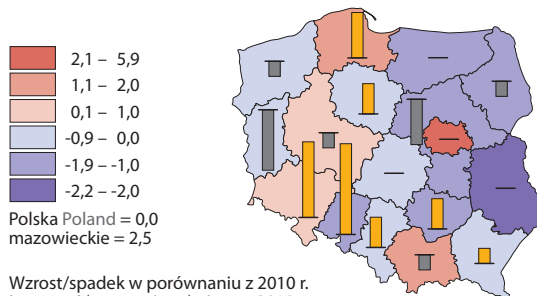 2,1 – 5,9
1,1 – 2,0
0,1 – 1,0
-0,9 – 0,0
-1,9 – -1,0
-2,2 – -2,0
Polska Poland = 0,0
mazowieckie = 2,5
Wzrost/spadek w porównaniu z 2010 r.